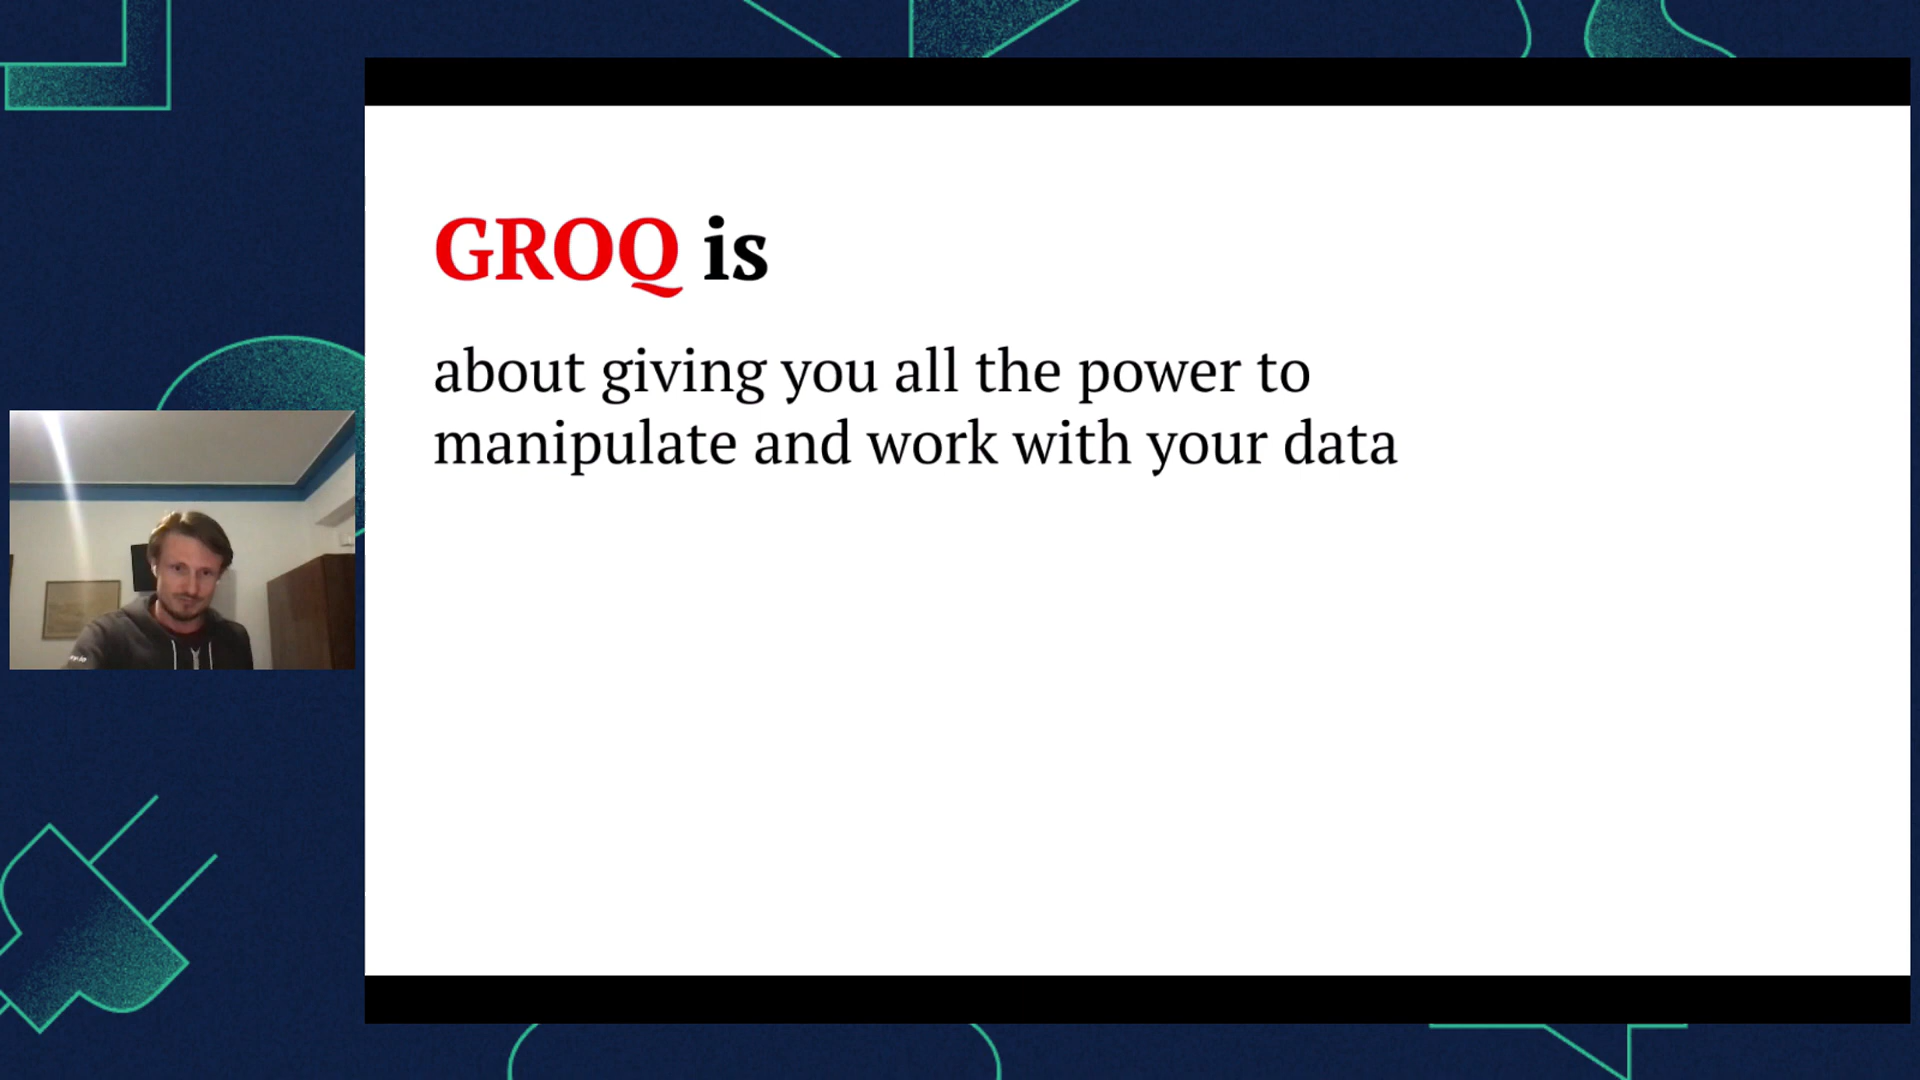 GROQ is
about giving you all the power to
manipulate and work with your data